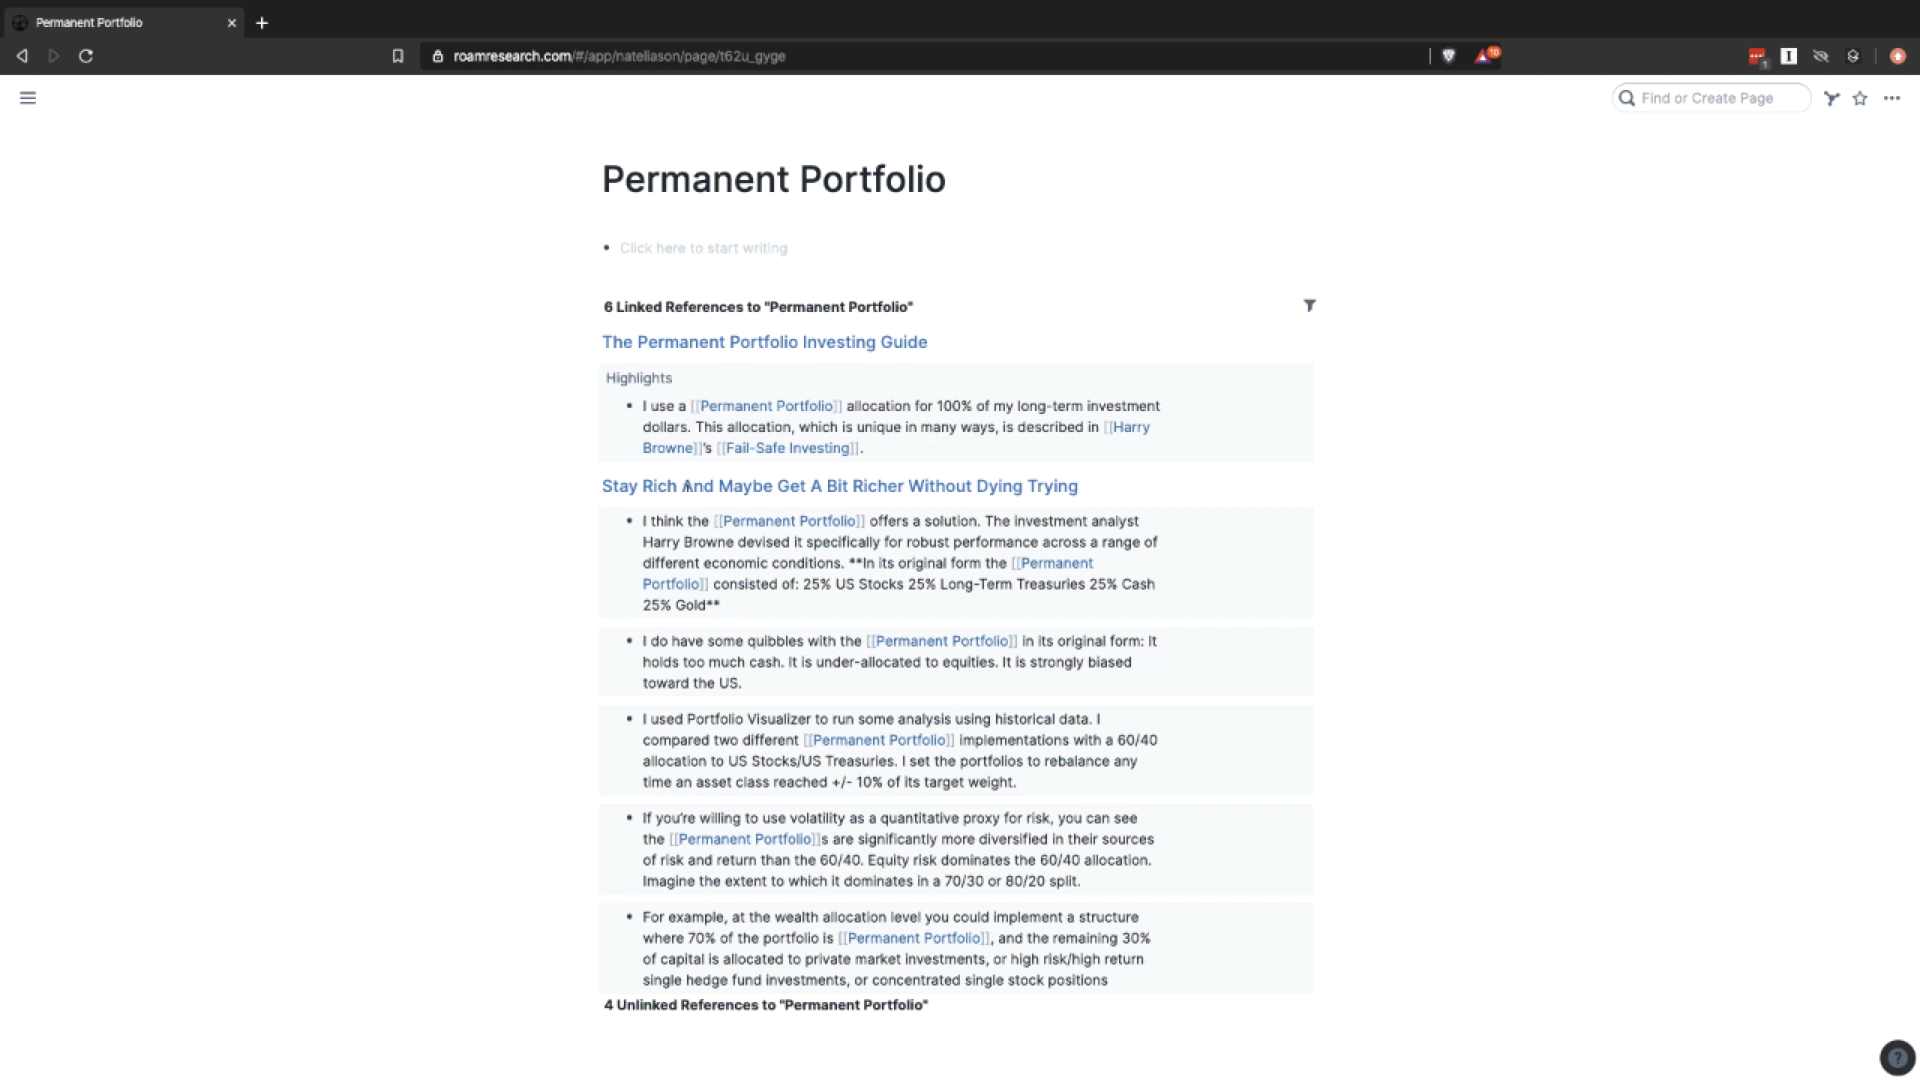 Permanent Portfolio
roamresearch.com/#/app/nateliason/page/t62u_gyge
10
1
I
Find or Create Page
Permanent Portfolio
• Click here to start writing
6 Linked References to "Permanent Portfolio"
The Permanent Portfolio Investing Guide
Highlights
• I use a [[Permanent Portfolio]] allocation for 100% of my long-term investment
dollars. This allocation, which is unique in many ways, is described in [[Harry
Browne]]'s [[Fail-Safe Investing]].
Stay Rich And Maybe Get A Bit Richer Without Dying Trying
• I think the [[Permanent Portfolio]] offers a solution. The investment analyst
Harry Browne devised it specifically for robust performance across a range of
different economic conditions. **In its original form the [[Permanent
Portfolio]] consisted of: 25% US Stocks 25% Long-Term Treasuries 25% Cash
25% Gold**
• I do have some quibbles with the [[Permanent Portfolio]] in its original form: It
holds too much cash. It is under-allocated to equities. It is strongly biased
toward the US.
• I used Portfolio Visualizer to run some analysis using historical data. I
compared two different [[Permanent Portfolio]] implementations with a 60/40
allocation to US Stocks/US Treasuries. I set the portfolios to rebalance any
time an asset class reached +/- 10% of its target weight.
• If you're willing to use volatility as a quantitative proxy for risk, you can see
the [[Permanent Portfolio]]s are significantly more diversified in their sources
of risk and return than the 60/40. Equity risk dominates the 60/40 allocation.
Imagine the extent to which it dominates in a 70/30 or 80/20 split.
• For example, at the wealth allocation level you could implement a structure
where 70% of the portfolio is [[Permanent Portfolio]], and the remaining 30%
of capital is allocated to private market investments, or high risk/high return
single hedge fund investments, or concentrated single stock positions
4 Unlinked References to "Permanent Portfolio"
?